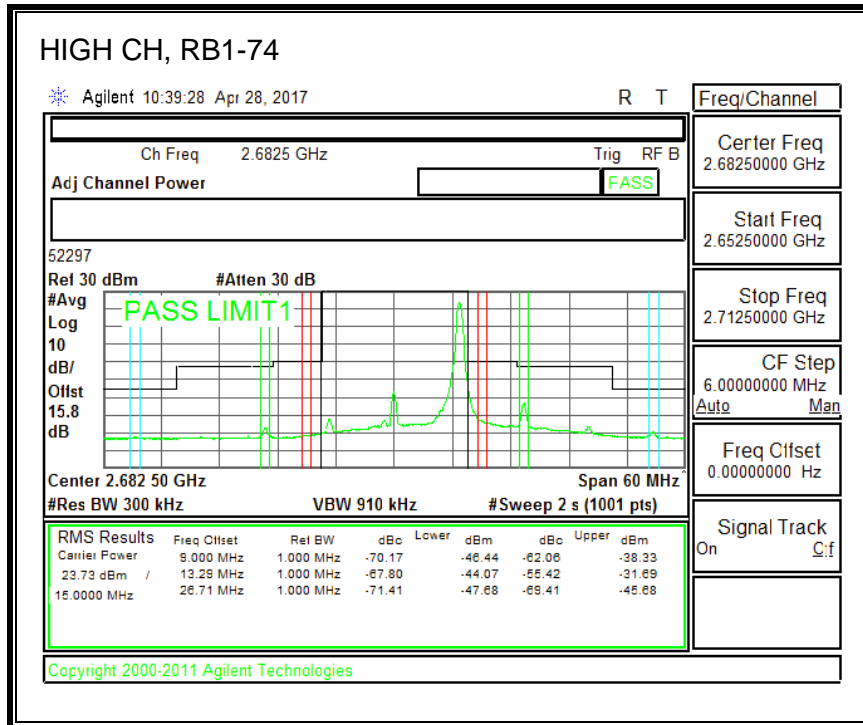 HIGH CH, RB1-74
Agilent 10:39:28 Apr 28, 2017 R T
Freq/Channel
Ch Freq 2.6825 GHz Trig RF B
Adj Channel Power PASS
Center Freq
2.68250000 GHz
Start Freq
2.65250000 GHz
Stop Freq
2.71250000 GHz
CF Step
6.00000000 MHz
Auto Man
Freq Offset
0.00000000 Hz
Signal Track
On Off
52297
Ref 30 dBm #Atten 30 dB
#Avg
Log
10
dB/
Offst
15.8
dB
PASS LIMIT1
Center 2.682 50 GHz Span 60 MHz
#Res BW 300 kHz VBW 910 kHz #Sweep 2 s (1001 pts)
RMS Results Freq Offset Ref BW dBc Lower dBm dBc Upper dBm
Carrier Power 9.000 MHz 1.000 MHz -70.17 -46.44 -62.06 -38.33
23.73 dBm / 13.29 MHz 1.000 MHz -67.80 -44.07 -55.42 -31.69
15.0000 MHz 26.71 MHz 1.000 MHz -71.41 -47.68 -69.41 -45.68
Copyright 2000-2011 Agilent Technologies